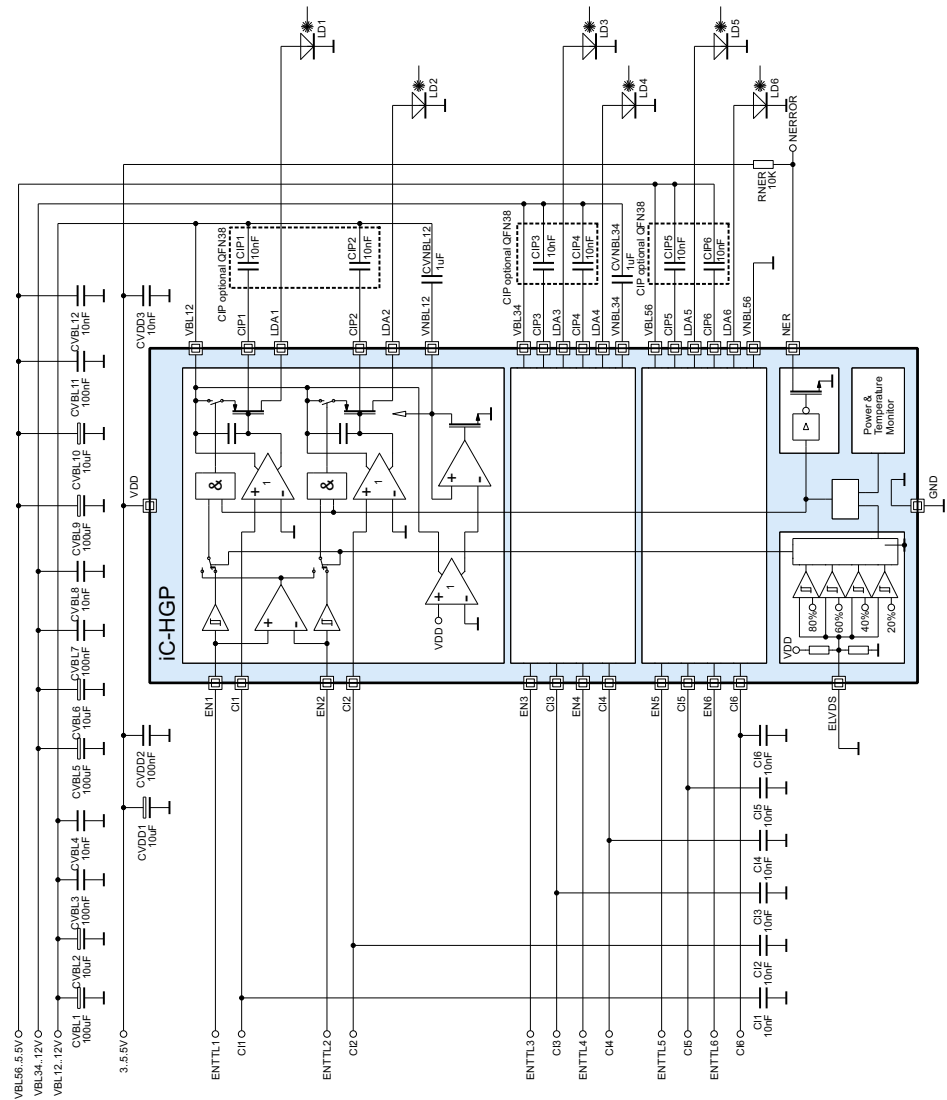 VBL56..5.5V
VBL34..12V
VBL12..12V
3..5.5V
CVBL1
100uF
CVBL2
10uF
CVBL3
100nF
CVBL4
10nF
CVBL5
100uF
CVBL6
10uF
CVBL7
100nF
CVBL8
10nF
CVBL9
100uF
CVBL10
10uF
CVBL11
100nF
CVBL12
10nF
CVDD1
10uF
CVDD2
100nF
CVDD3
10nF
VDD
iC-HGP
ENTTL1
CI1
ENTTL2
CI2
ENTTL3
CI3
ENTTL4
CI4
ENTTL5
CI5
ENTTL6
CI6
CI1
10nF
CI2
10nF
CI3
10nF
CI4
10nF
CI5
10nF
CI6
10nF
EN1
CI1
EN2
CI2
EN3
CI3
EN4
CI4
EN5
CI5
EN6
CI6
ELVDS
&
&
+
1
-
+
1
-
+
-
VDD
+
1
-
VDD
80%
60%
40%
20%
Power &
Temperature
Monitor
GND
VBL12
CIP1
LDA1
CIP2
LDA2
VNBL12
VBL34
CIP3
LDA3
CIP4
LDA4
VNBL34
VBL56
CIP5
LDA5
CIP6
LDA6
VNBL56
NER
CIP optional QFN38
CIP1
10nF
CIP2
10nF
CVNBL12
1uF
CIP optional QFN38
CIP3
10nF
CIP4
10nF
CVNBL34
1uF
CIP optional QFN38
CIP5
10nF
CIP6
10nF
RNER
10K
NERROR
LD1
LD2
LD3
LD4
LD5
LD6